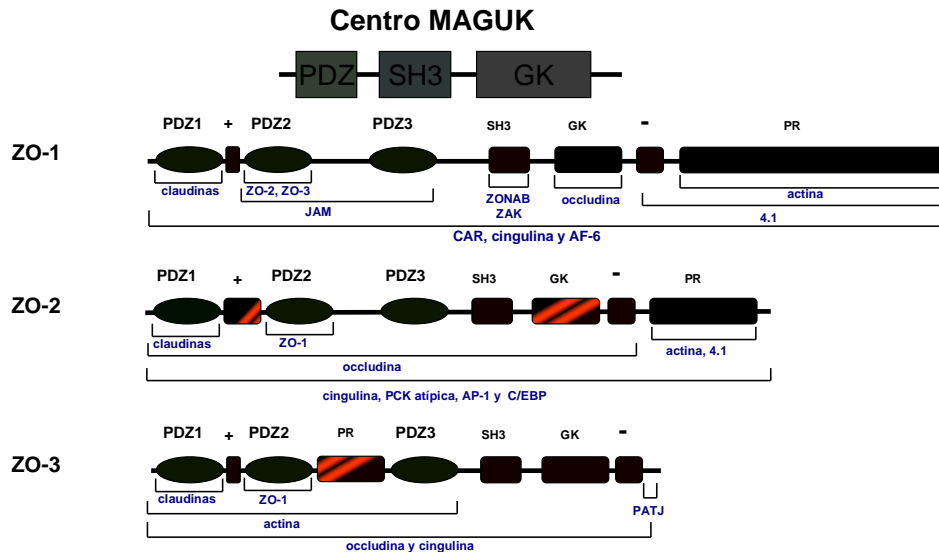 Centro MAGUK
PDZ SH3 GK
PDZ1 + PDZ2 PDZ3 SH3 GK - PR
ZO-1
claudinas ZO-2, ZO-3 ZONAB occludina actina
JAM ZAK 4.1
CAR, cingulina y AF-6
PDZ1 + PDZ2 PDZ3 SH3 GK - PR
ZO-2
claudinas ZO-1 actina, 4.1
occludina
cingulina, PCK atípica, AP-1 y C/EBP
PDZ1 + PDZ2 PR PDZ3 SH3 GK -
ZO-3
claudinas ZO-1 PATJ
actina
occludina y cingulina